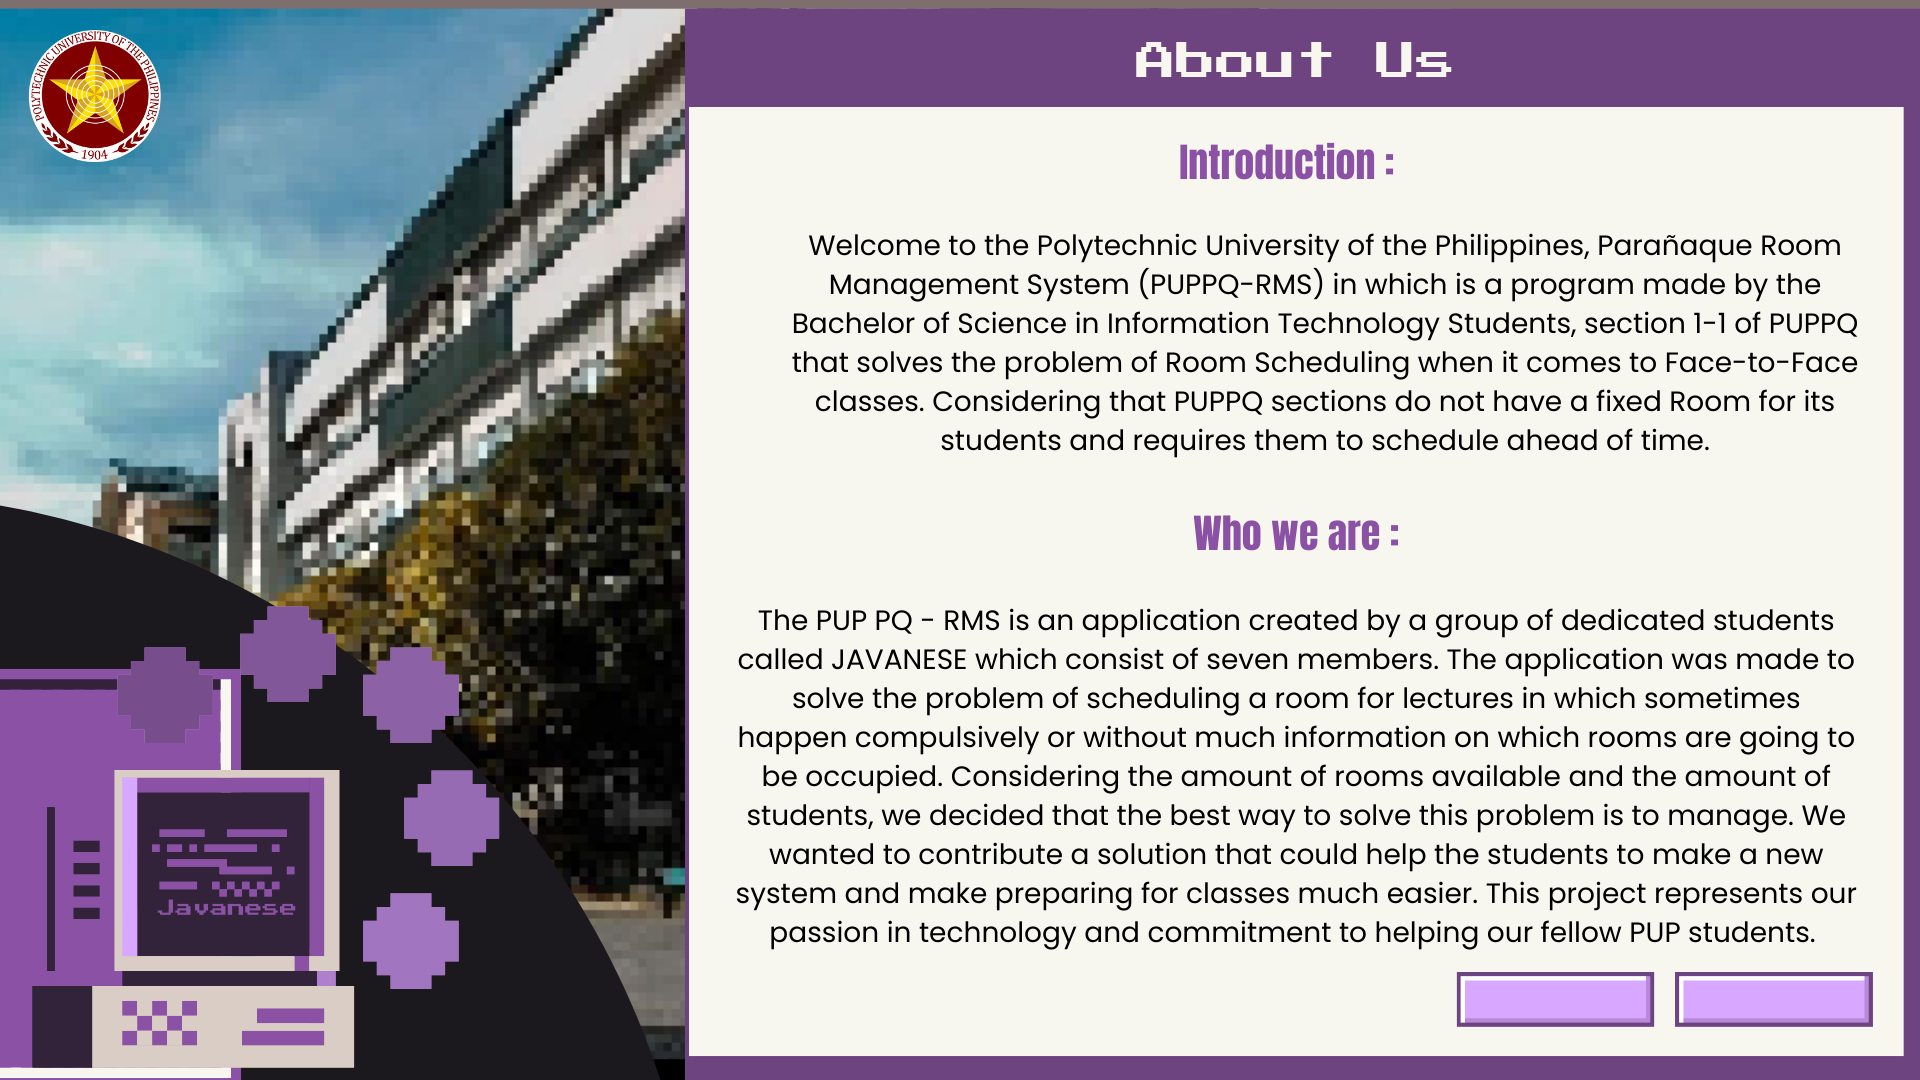 POLYTECHNIC UNIVERSITY OF THE PHILIPPINES
1904
About Us
Introduction :
Welcome to the Polytechnic University of the Philippines, Parañaque Room
Management System (PUPPQ-RMS) in which is a program made by the
Bachelor of Science in Information Technology Students, section 1-1 of PUPPQ
that solves the problem of Room Scheduling when it comes to Face-to-Face
classes. Considering that PUPPQ sections do not have a fixed Room for its
students and requires them to schedule ahead of time.
Who we are :
The PUP PQ - RMS is an application created by a group of dedicated students
called JAVANESE which consist of seven members. The application was made to
solve the problem of scheduling a room for lectures in which sometimes
happen compulsively or without much information on which rooms are going to
be occupied. Considering the amount of rooms available and the amount of
students, we decided that the best way to solve this problem is to manage. We
wanted to contribute a solution that could help the students to make a new
system and make preparing for classes much easier. This project represents our
passion in technology and commitment to helping our fellow PUP students.
Javanese